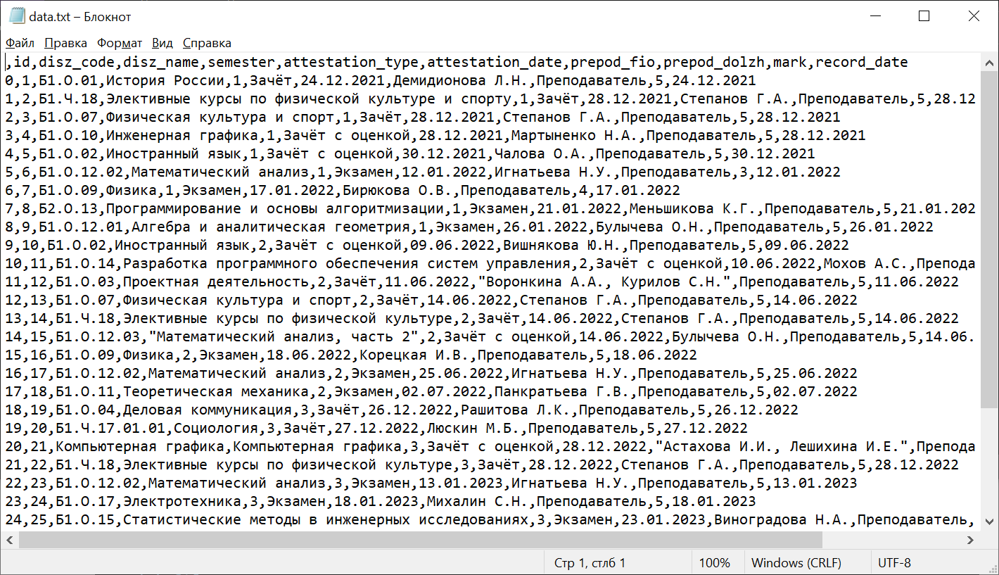 data.txt – Блокнот
Файл Правка Формат Вид Справка
,id,disz_code,disz_name,semester,attestation_type,attestation_date,prepod_fio,prepod_dolzh,mark,record_date
0,1,Б1.О.01,История России,1,Зачёт,24.12.2021,Демидионова Л.Н.,Преподаватель,5,24.12.2021
1,2,Б1.Ч.18,Элективные курсы по физической культуре и спорту,1,Зачёт,28.12.2021,Степанов Г.А.,Преподаватель,5,28.12
2,3,Б1.О.07,Физическая культура и спорт,1,Зачёт,28.12.2021,Степанов Г.А.,Преподаватель,5,28.12.2021
3,4,Б1.О.10,Инженерная графика,1,Зачёт с оценкой,28.12.2021,Мартыненко Н.А.,Преподаватель,5,28.12.2021
4,5,Б1.О.02,Иностранный язык,1,Зачёт с оценкой,30.12.2021,Чалова О.А.,Преподаватель,5,30.12.2021
5,6,Б1.О.12.02,Математический анализ,1,Экзамен,12.01.2022,Игнатьева Н.У.,Преподаватель,3,12.01.2022
6,7,Б1.О.09,Физика,1,Экзамен,17.01.2022,Бирюкова О.В.,Преподаватель,4,17.01.2022
7,8,Б2.О.13,Программирование и основы алгоритмизации,1,Экзамен,21.01.2022,Меньшикова К.Г.,Преподаватель,5,21.01.202
8,9,Б1.О.12.01,Алгебра и аналитическая геометрия,1,Экзамен,26.01.2022,Булычева О.Н.,Преподаватель,5,26.01.2022
9,10,Б1.О.02,Иностранный язык,2,Зачёт с оценкой,09.06.2022,Вишнякова Ю.Н.,Преподаватель,5,09.06.2022
10,11,Б1.О.14,Разработка программного обеспечения систем управления,2,Зачёт с оценкой,10.06.2022,Мохов А.С.,Препода
11,12,Б1.О.03,Проектная деятельность,2,Зачёт,11.06.2022,"Воронкина А.А., Курилов С.Н.",Преподаватель,5,11.06.2022
12,13,Б1.О.07,Физическая культура и спорт,2,Зачёт,14.06.2022,Степанов Г.А.,Преподаватель,5,14.06.2022
13,14,Б1.Ч.18,Элективные курсы по физической культуре,2,Зачёт,14.06.2022,Степанов Г.А.,Преподаватель,5,14.06.2022
14,15,Б1.О.12.03,"Математический анализ, часть 2",2,Зачёт с оценкой,14.06.2022,Булычева О.Н.,Преподаватель,5,14.06.
15,16,Б1.О.09,Физика,2,Экзамен,18.06.2022,Корецкая И.В.,Преподаватель,5,18.06.2022
16,17,Б1.О.12.02,Математический анализ,2,Экзамен,25.06.2022,Игнатьева Н.У.,Преподаватель,5,25.06.2022
17,18,Б1.О.11,Теоретическая механика,2,Экзамен,02.07.2022,Панкратьева Г.В.,Преподаватель,5,02.07.2022
18,19,Б1.О.04,Деловая коммуникация,3,Зачёт,26.12.2022,Рашитова Л.К.,Преподаватель,5,26.12.2022
19,20,Б1.Ч.17.01.01,Социология,3,Зачёт,27.12.2022,Люскин М.Б.,Преподаватель,5,27.12.2022
20,21,Компьютерная графика,Компьютерная графика,3,Зачёт с оценкой,28.12.2022,"Астахова И.И., Лешихина И.Е.",Препода
21,22,Б1.Ч.18,Элективные курсы по физической культуре,3,Зачёт,28.12.2022,Степанов Г.А.,Преподаватель,5,28.12.2022
22,23,Б1.О.12.02,Математический анализ,3,Экзамен,13.01.2023,Игнатьева Н.У.,Преподаватель,5,13.01.2023
23,24,Б1.О.17,Электротехника,3,Экзамен,18.01.2023,Михалин С.Н.,Преподаватель,5,18.01.2023
24,25,Б1.О.15,Статистические методы в инженерных исследованиях,3,Экзамен,23.01.2023,Виноградова Н.А.,Преподаватель,
Стр 1, стлб 1 100% Windows (CRLF) UTF-8